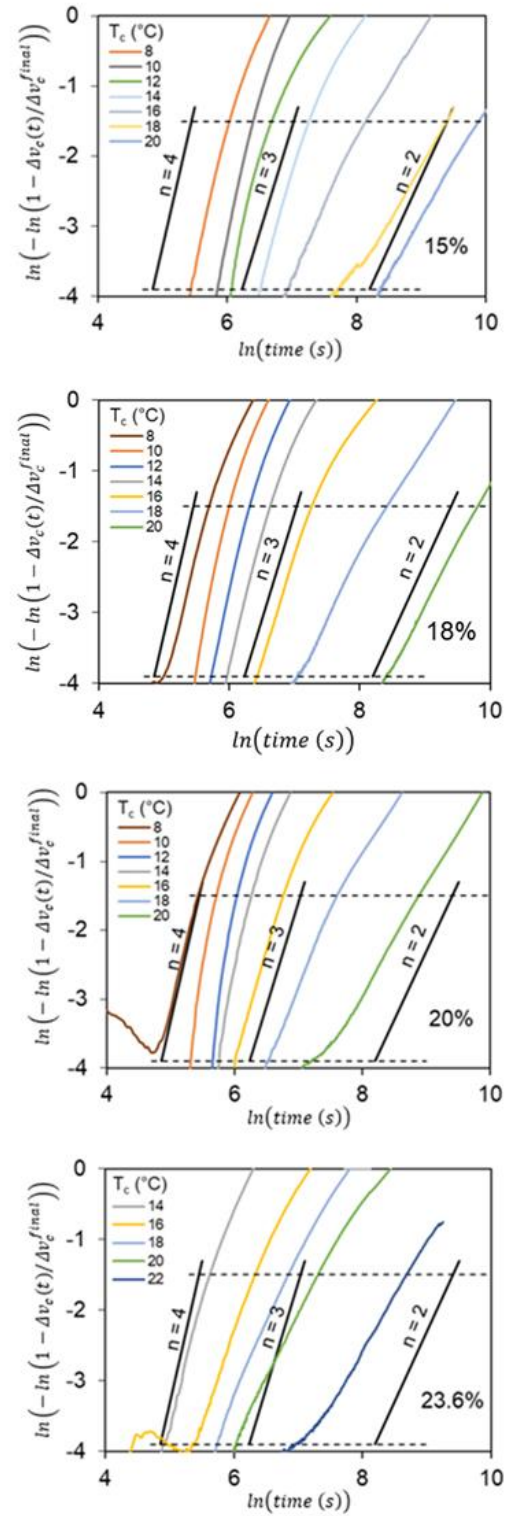 ln(− ln(1 − Δv_c(t)/Δv_c^final))
T_c (°C)
8
10
12
14
16
18
20
n = 4
n = 3
n = 2
15%
0
-1
-2
-3
-4
4
6
8
10
ln(time (s))
ln(− ln(1 − Δv_c(t)/Δv_c^final))
T_c (°C)
8
10
12
14
16
18
20
n = 4
n = 3
n = 2
18%
0
-1
-2
-3
-4
4
6
8
10
ln(time (s))
ln(− ln(1 − Δv_c(t)/Δv_c^final))
T_c (°C)
8
10
12
14
16
18
20
n = 4
n = 3
n = 2
20%
0
-1
-2
-3
-4
4
6
8
10
ln(time (s))
ln(− ln(1 − Δv_c(t)/Δv_c^final))
T_c (°C)
14
16
18
20
22
n = 4
n = 3
n = 2
23.6%
0
-1
-2
-3
-4
4
6
8
10
ln(time (s))